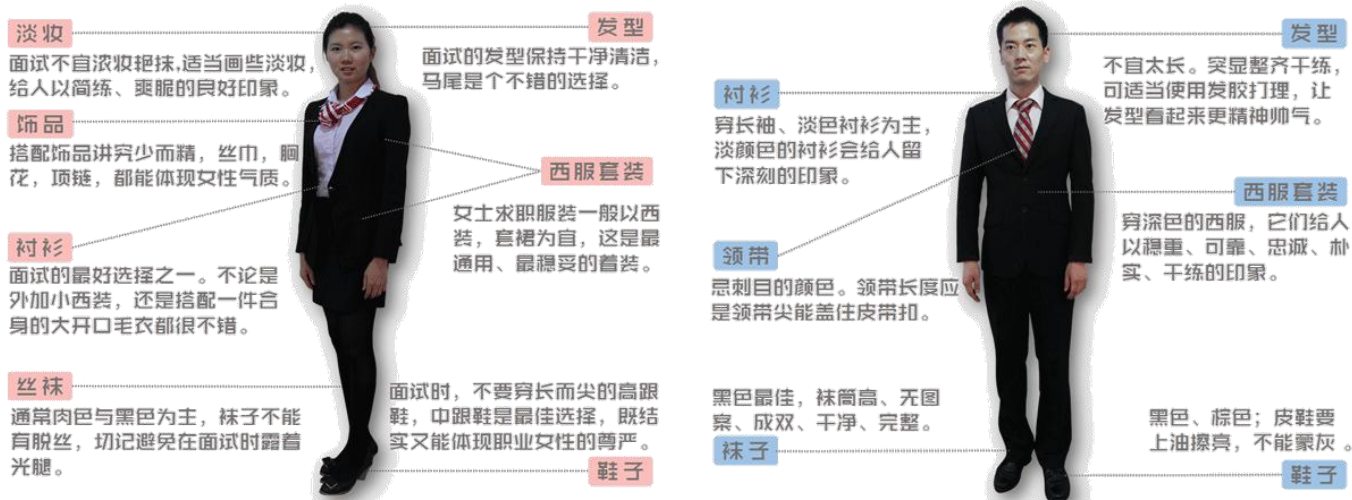 淡妆
面试不宜浓妆艳抹,适当画些淡妆,
给人以简练、爽脆的良好印象。
饰品
搭配饰品讲究少而精，丝巾，胸
花，项链，都能体现女性气质。
衬衫
面试的最好选择之一。不论是
外加小西装，还是搭配一件合
身的大开口毛衣都很不错。
丝袜
通常肉色与黑色为主，袜子不能
有脱丝，切记避免在面试时露着
光腿。
发型
面试的发型保持干净清洁，
马尾是个不错的选择。
西服套装
女士求职服装一般以西
装，套裙为宜，这是最
通用、最稳妥的着装。
面试时，不要穿长而尖的高跟
鞋，中跟鞋是最佳选择，既结
实又能体现职业女性的尊严。
鞋子
衬衫
穿长袖、淡色衬衫为主，
淡颜色的衬衫会给人留
下深刻的印象。
领带
忌刺目的颜色。领带长度应
是领带尖能盖住皮带扣。
黑色最佳，袜筒高、无图
案、成双、干净、完整。
袜子
发型
不宜太长。突显整齐干练，
可适当使用发胶打理，让
发型看起来更精神帅气。
西服套装
穿深色的西服，它们给人
以稳重、可靠、忠诚、朴
实、干练的印象。
黑色、棕色；皮鞋要
上油擦亮，不能蒙灰。
鞋子